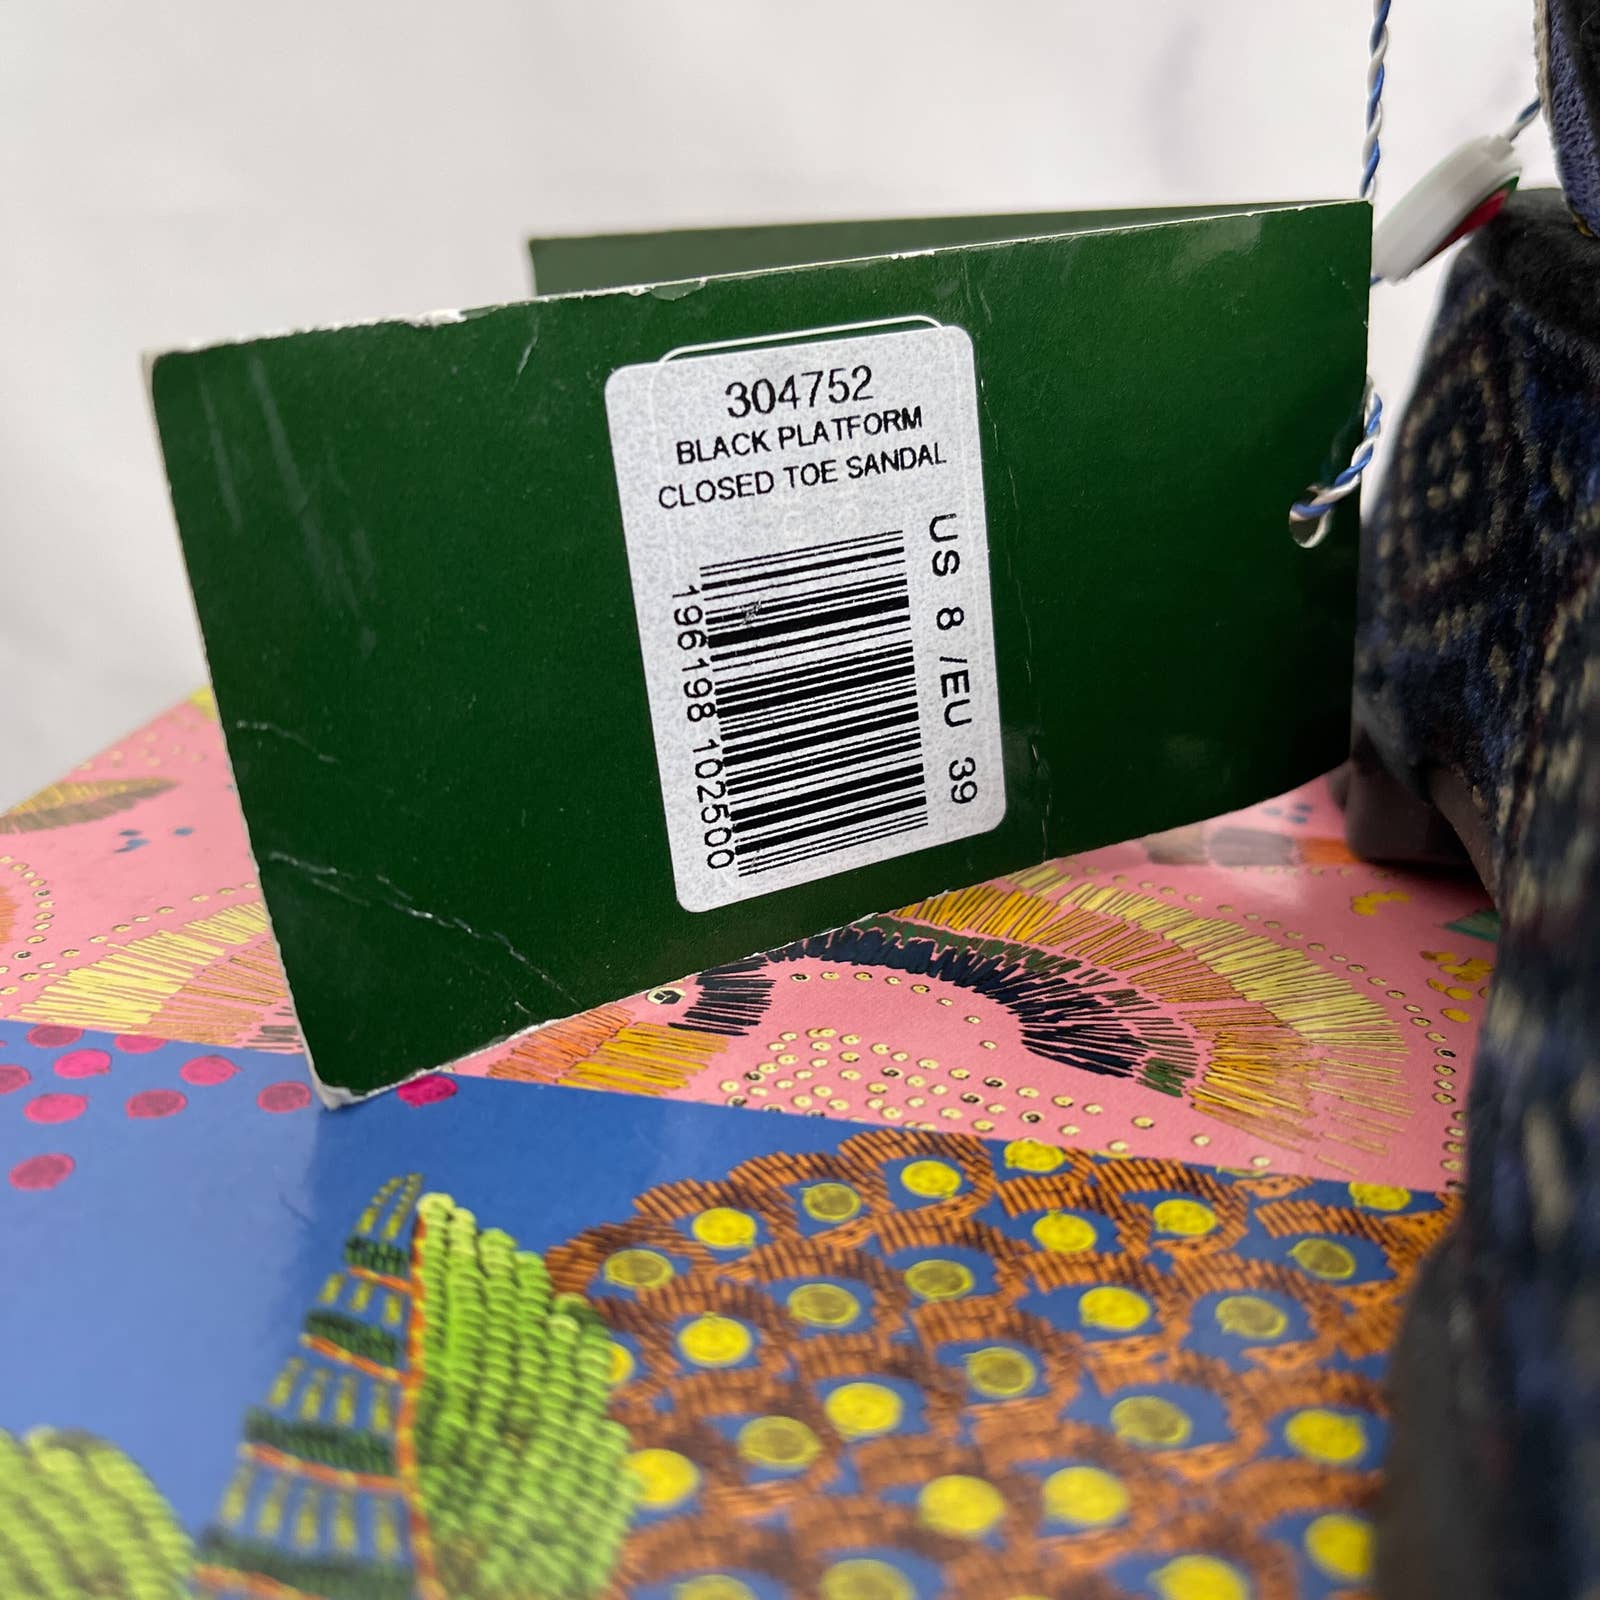 304752
BLACK PLATFORM
CLOSED TOE SANDAL
US 8 /EU 39
196198 102500